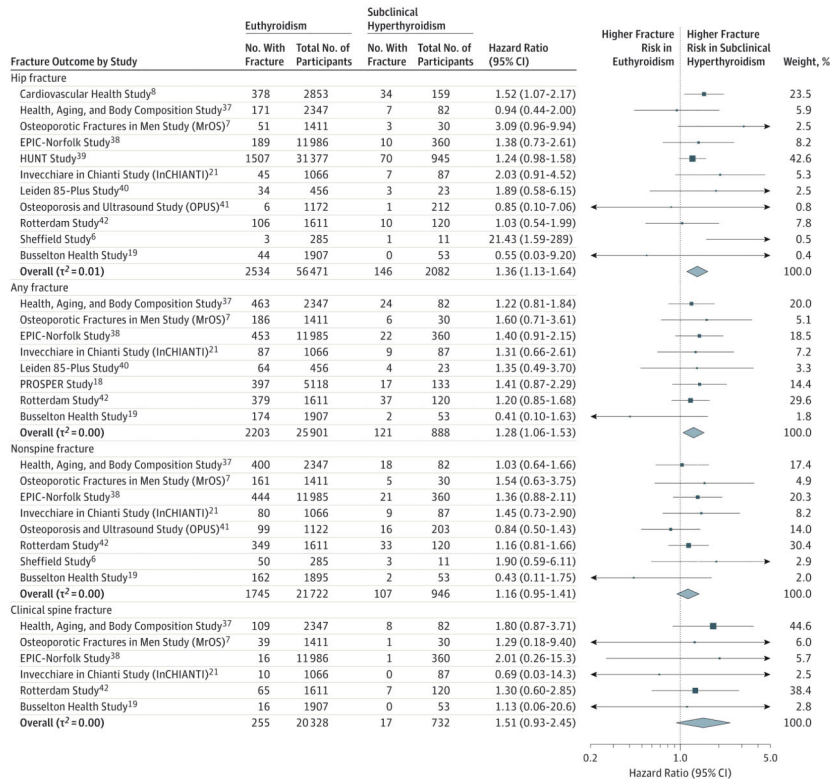 Euthyroidism Subclinical Hyperthyroidism Higher Fracture Risk in Euthyroidism Higher Fracture Risk in Subclinical Hyperthyroidism
Fracture Outcome by Study No. With Fracture Total No. of Participants No. With Fracture Total No. of Participants Hazard Ratio (95% CI) Weight, %
Hip fracture
Cardiovascular Health Study8 378 2853 34 159 1.52 (1.07-2.17) 23.5
Health, Aging, and Body Composition Study37 171 2347 7 82 0.94 (0.44-2.00) 5.9
Osteoporotic Fractures in Men Study (MrOS)7 51 1411 3 30 3.09 (0.96-9.94) 2.5
EPIC-Norfolk Study38 189 11986 10 360 1.38 (0.73-2.61) 8.2
HUNT Study39 1507 31377 70 945 1.24 (0.98-1.58) 42.6
Invecchiare in Chianti Study (InCHIANTI)21 45 1066 7 87 2.03 (0.91-4.52) 5.3
Leiden 85-Plus Study40 34 456 3 23 1.89 (0.58-6.15) 2.5
Osteoporosis and Ultrasound Study (OPUS)41 6 1172 1 212 0.85 (0.10-7.06) 0.8
Rotterdam Study42 106 1611 10 120 1.03 (0.54-1.99) 7.8
Sheffield Study6 3 285 1 11 21.43 (1.59-289) 0.5
Busselton Health Study19 44 1907 0 53 0.55 (0.03-9.20) 0.4
Overall (τ2 = 0.01) 2534 56471 146 2082 1.36 (1.13-1.64) 100.0
Any fracture
Health, Aging, and Body Composition Study37 463 2347 24 82 1.22 (0.81-1.84) 20.0
Osteoporotic Fractures in Men Study (MrOS)7 186 1411 6 30 1.60 (0.71-3.61) 5.1
EPIC-Norfolk Study38 453 11985 22 360 1.40 (0.91-2.15) 18.5
Invecchiare in Chianti Study (InCHIANTI)21 87 1066 9 87 1.31 (0.66-2.61) 7.2
Leiden 85-Plus Study40 64 456 4 23 1.35 (0.49-3.70) 3.3
PROSPER Study18 397 5118 17 133 1.41 (0.87-2.29) 14.4
Rotterdam Study42 379 1611 37 120 1.20 (0.85-1.68) 29.6
Busselton Health Study19 174 1907 2 53 0.41 (0.10-1.63) 1.8
Overall (τ2 = 0.00) 2203 25901 121 888 1.28 (1.06-1.53) 100.0
Nonspine fracture
Health, Aging, and Body Composition Study37 400 2347 18 82 1.03 (0.64-1.66) 17.4
Osteoporotic Fractures in Men Study (MrOS)7 161 1411 5 30 1.54 (0.63-3.75) 4.9
EPIC-Norfolk Study38 444 11985 21 360 1.36 (0.88-2.11) 20.3
Invecchiare in Chianti Study (InCHIANTI)21 80 1066 9 87 1.45 (0.73-2.90) 8.2
Osteoporosis and Ultrasound Study (OPUS)41 99 1122 16 203 0.84 (0.50-1.43) 14.0
Rotterdam Study42 349 1611 33 120 1.16 (0.81-1.66) 30.4
Sheffield Study6 50 285 3 11 1.90 (0.59-6.11) 2.9
Busselton Health Study19 162 1895 2 53 0.43 (0.11-1.75) 2.0
Overall (τ2 = 0.00) 1745 21722 107 946 1.16 (0.95-1.41) 100.0
Clinical spine fracture
Health, Aging, and Body Composition Study37 109 2347 8 82 1.80 (0.87-3.71) 44.6
Osteoporotic Fractures in Men Study (MrOS)7 39 1411 1 30 1.29 (0.18-9.40) 6.0
EPIC-Norfolk Study38 16 11986 1 360 2.01 (0.26-15.3) 5.7
Invecchiare in Chianti Study (InCHIANTI)21 10 1066 0 87 0.69 (0.03-14.3) 2.5
Rotterdam Study42 65 1611 7 120 1.30 (0.60-2.85) 38.4
Busselton Health Study19 16 1907 0 53 1.13 (0.06-20.6) 2.8
Overall (τ2 = 0.00) 255 20328 17 732 1.51 (0.93-2.45) 100.0
0.2 1.0 5.0
Hazard Ratio (95% CI)